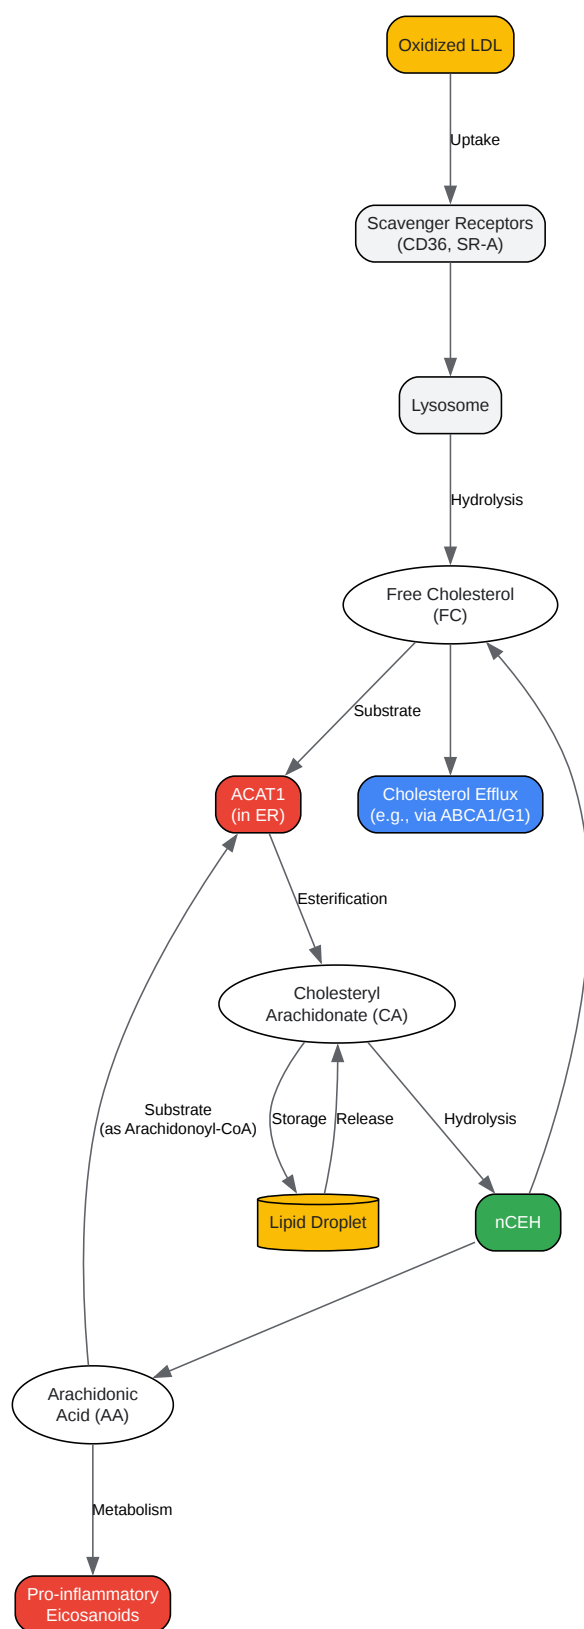 Oxidized LDL
Uptake
Scavenger Receptors
(CD36, SR-A)
Lysosome
Hydrolysis
Free Cholesterol
(FC)
Substrate
ACAT1
(in ER)
Cholesterol Efflux
(e.g., via ABCA1/G1)
Esterification
Cholesteryl
Arachidonate (CA)
Substrate
(as Arachidonoyl-CoA)
Storage
Release
Hydrolysis
Lipid Droplet
nCEH
Arachidonic
Acid (AA)
Metabolism
Pro-inflammatory
Eicosanoids